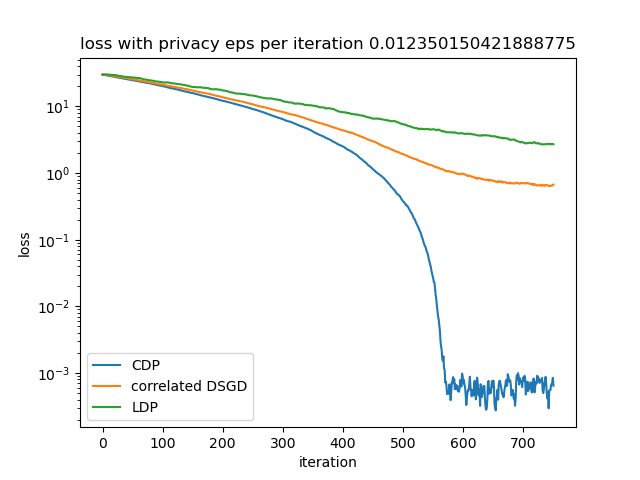 loss with privacy eps per iteration 0.012350150421888775
loss
10^1
10^0
10^-1
10^-2
10^-3
CDP
correlated DSGD
LDP
0 100 200 300 400 500 600 700
iteration